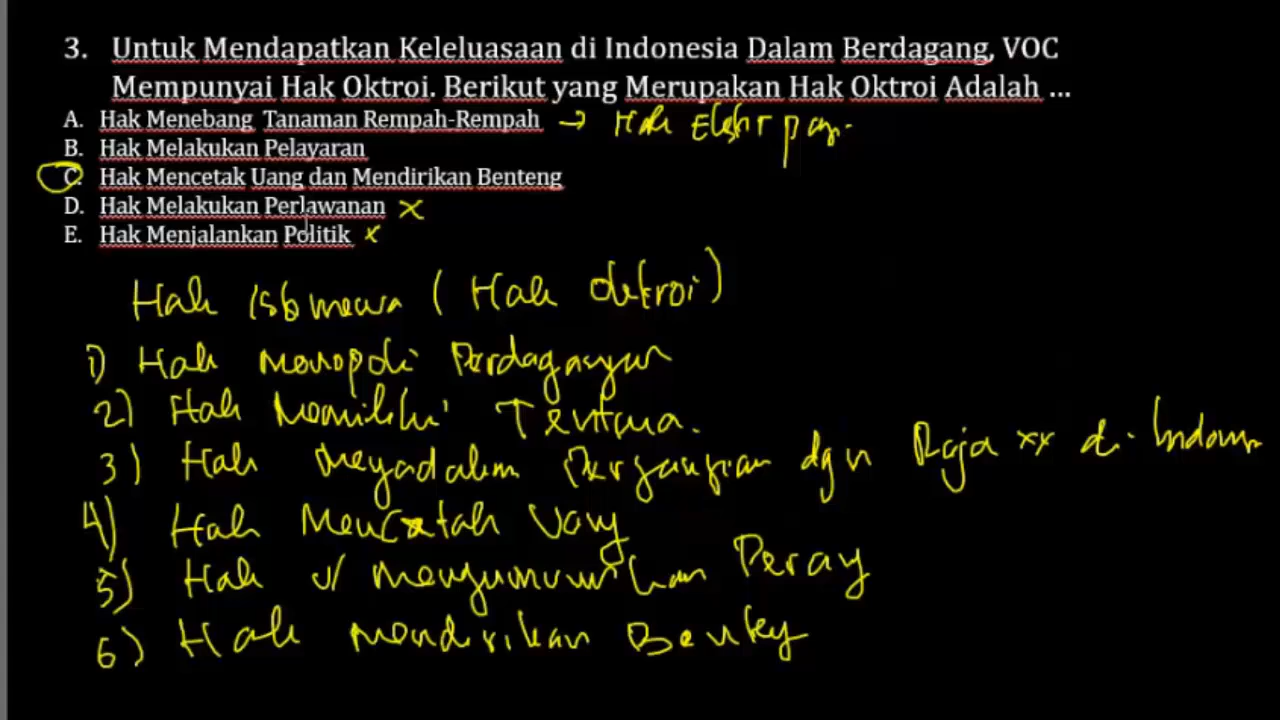 3. Untuk Mendapatkan Keleluasaan di Indonesia Dalam Berdagang, VOC
Mempunyai Hak Oktroi. Berikut yang Merupakan Hak Oktroi Adalah ...
A. Hak Menebang Tanaman Rempah-Rempah → Hak
B. Hak Melakukan Pelayaran
C. Hak Mencetak Uang dan Mendirikan Benteng
D. Hak Melakukan Perlawanan x
E. Hak Menjalankan Politik x
Hak Istimewa (Hak oktroi)
1) Hak Monopoli Perdagangan
2) Hak Memiliki Tentara.
3) Hak Mengadakan Perjanjian dgn Raja xx di Indon
4) Hak Mencetak Uang
5) Hak u/ mengumumkan Perang
6) Hak Mendirikan Benteng